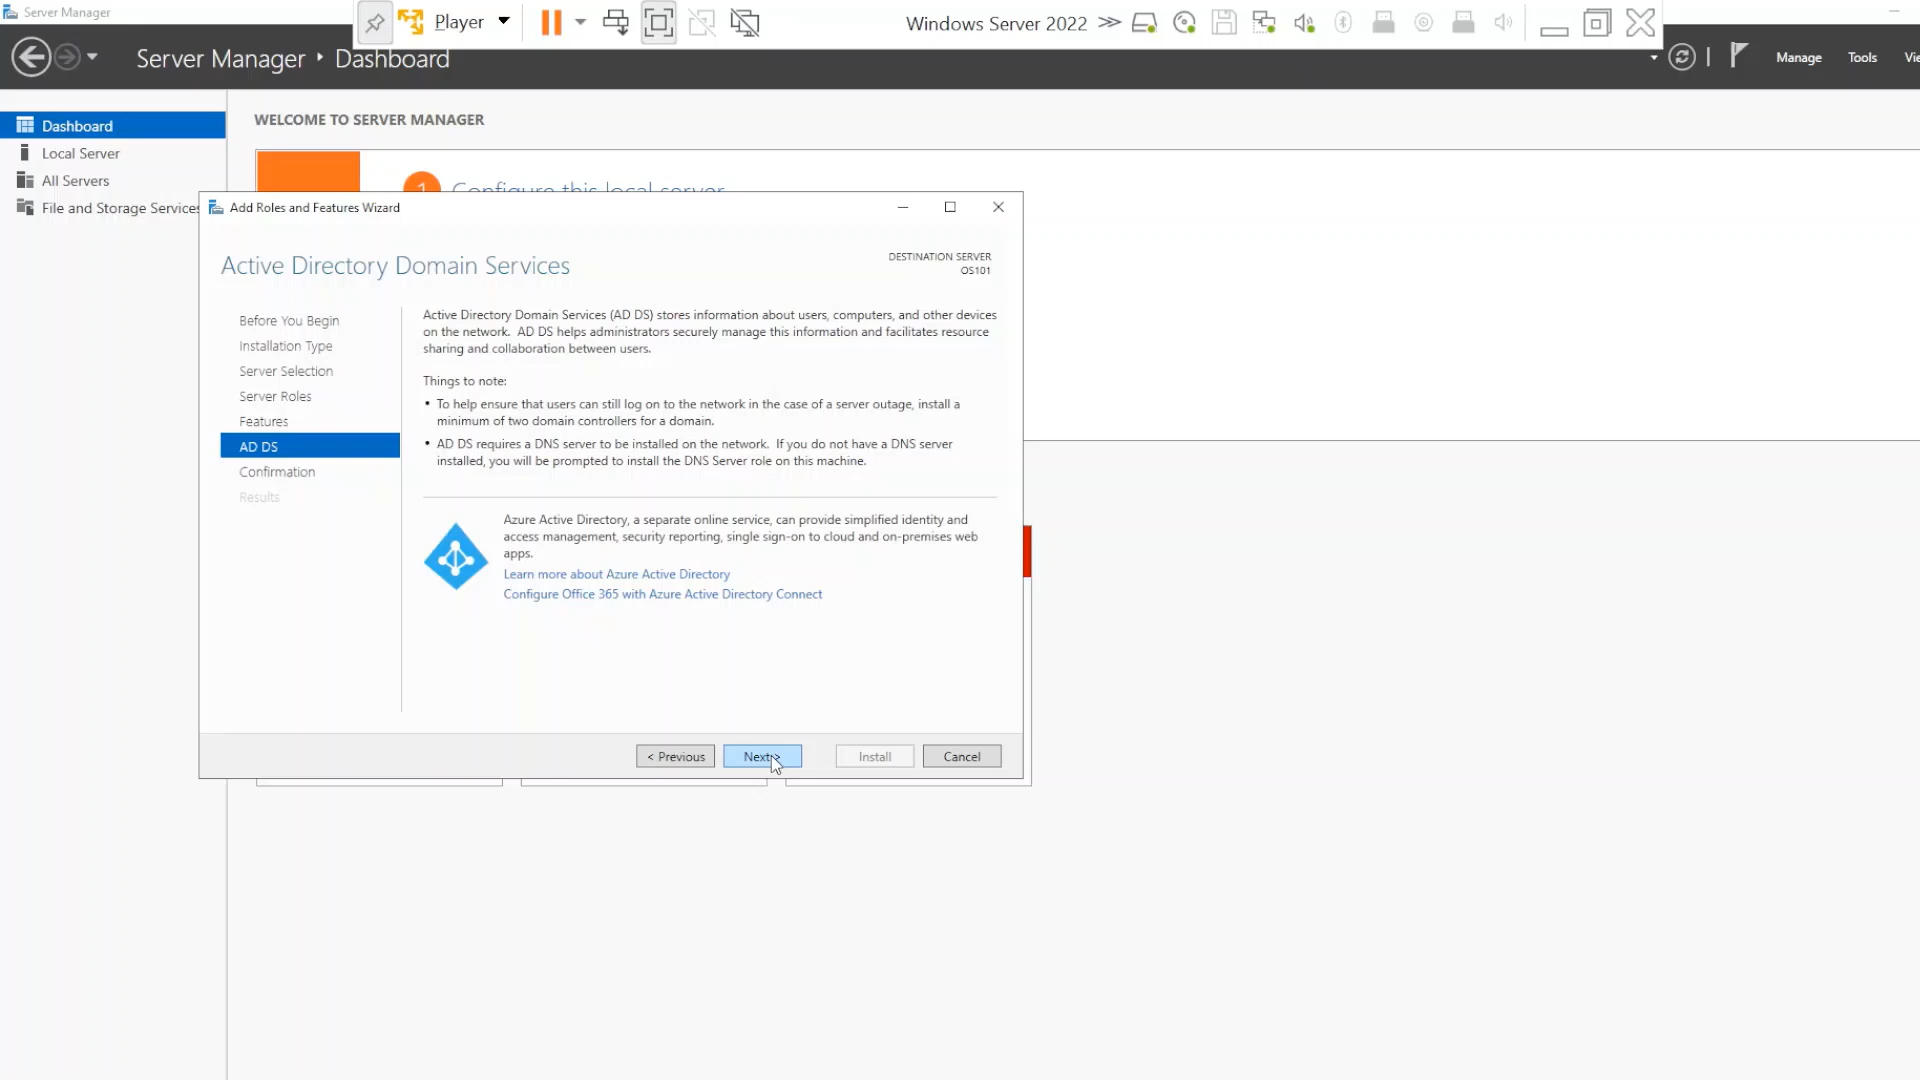 Server Manager
Player
Windows Server 2022
Server Manager
Dashboard
Manage
Tools
Dashboard
Local Server
All Servers
File and Storage Services
WELCOME TO SERVER MANAGER
1 Configure this local server
Add Roles and Features Wizard
Active Directory Domain Services
DESTINATION SERVER
OS101
Before You Begin
Installation Type
Server Selection
Server Roles
Features
AD DS
Confirmation
Results
Active Directory Domain Services (AD DS) stores information about users, computers, and other devices
on the network. AD DS helps administrators securely manage this information and facilitates resource
sharing and collaboration between users.
Things to note:
• To help ensure that users can still log on to the network in the case of a server outage, install a
minimum of two domain controllers for a domain.
• AD DS requires a DNS server to be installed on the network. If you do not have a DNS server
installed, you will be prompted to install the DNS Server role on this machine.
Azure Active Directory, a separate online service, can provide simplified identity and
access management, security reporting, single sign-on to cloud and on-premises web
apps.
Learn more about Azure Active Directory
Configure Office 365 with Azure Active Directory Connect
< Previous
Next >
Install
Cancel